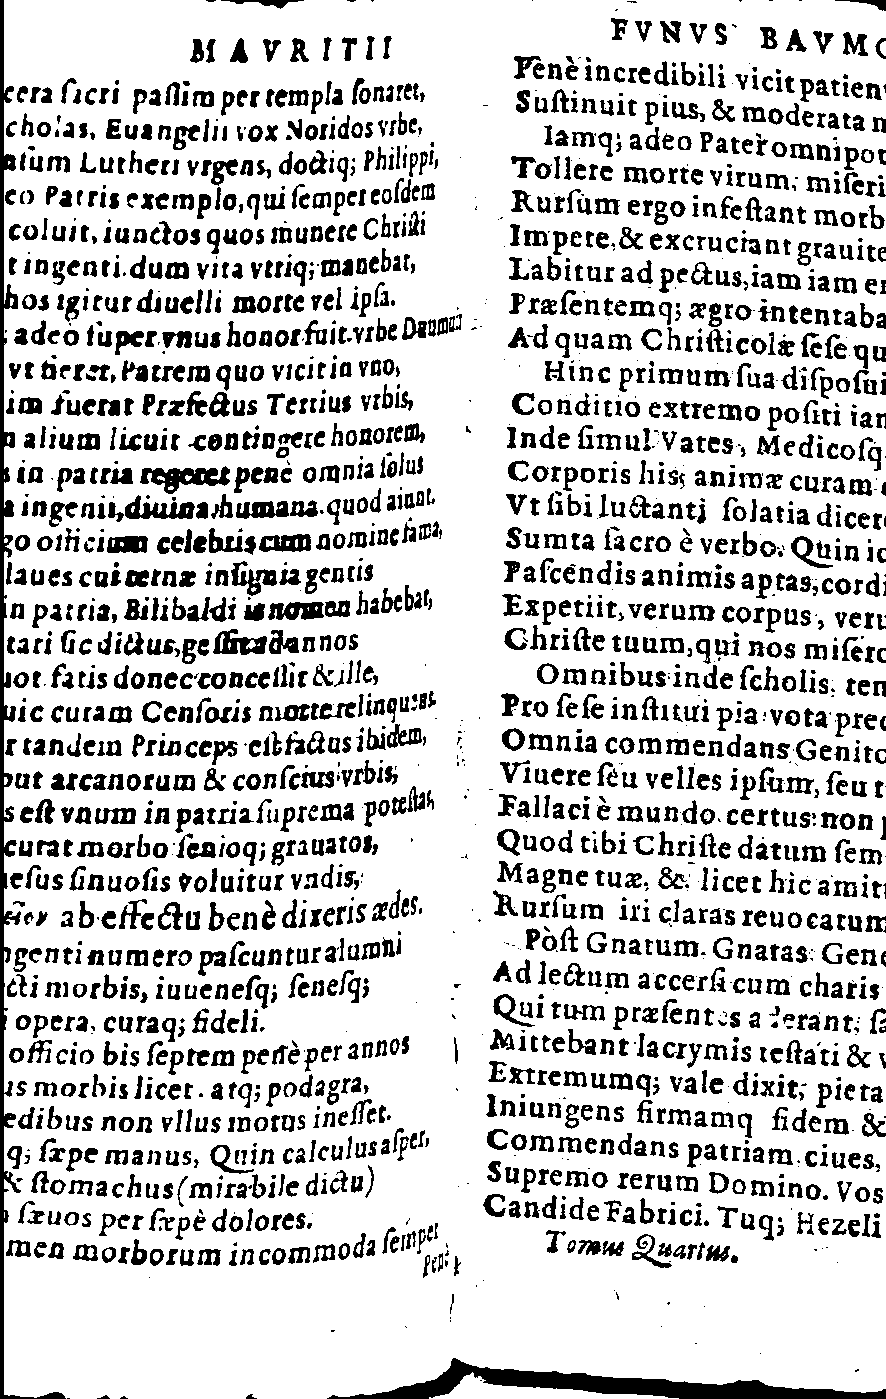 MAVRITII
cera sacri paſſim per templa ſonaret,
cholas, Euangelii vox Noridos vrbe,
Lutheri vrgens, doctiq; Philippi,
Patris exemplo, qui ſemper eoſdem
coluit, iunctos quos munere Chriſti
t ingenti. dum vita vtriq; manebat,
hos igitur diuelli morte vel ipſa.
adeò ſuper vnus honor fuit. vrbe
vt fieret, Patrem quo vicit in vno,
im fuerat Præfectus Tertius vrbis,
n alium licuit contingere honorem,
s in patria regeret penè omnia ſolus
a ingenii, diuina, humana. quod aiunt.
go officium celebris cum nomine fama,
laues cui ternæ inſignia gentis
in patria, Bilibaldi is nomen habebat,
tari ſic dictus, geſſit ad annos
uot fatis donec conceſſit & ille,
uic curam Cenſoris morte relinquens.
r tandem Princeps eſt factus ibidem,
put arcanorum & conſcius vrbis,
s eſt vnum in patria ſuprema poteſtas,
curat morbo ſenioq; grauatos,
neſus ſinuoſis voluitur vndis,
ab effectu benè dixeris ædes.
ngenti numero paſcuntur alumni
cti morbis, iuuenesq; ſenesq;
i opera, curaq; fideli.
officio bis ſeptem penè per annos
us morbis licet. atq; podagra,
edibus non vllus motus ineſſet.
q; ſæpe manus, Quin calculus aſper,
& ſtomachus (mirabile dictu)
ſæuos per ſæpè dolores.
men morborum incommoda ſemper
Penè
FVNVS BAVMG
Penè incredibili vicit patien
Suſtinuit pius, & moderata m
Iamq; adeo Pater omnipot
Tollere morte virum, miſeri
Rurſum ergo infeſtant morb
Impete, & excruciant grauite
Labitur ad pectus, iam iam
Præſentemq; ægro intentaba
Ad quam Chriſticolæ ſeſe qu
Hinc primum ſua diſpoſui
Conditio extremo poſiti iam
Inde ſimul Vates, Medicoſq
Corporis his; animæ curam
Vt ſibi luctanti ſolatia dicere
Sumta ſacro è verbo. Quin
Paſcendis animis aptas, cordi
Expetiit, verum corpus, veru
Chriſte tuum, qui nos miſero
Omnibus inde ſcholis, tem
Pro ſeſe inſtitui pia vota prec
Omnia commendans Genito
Viuere ſeu velles ipſum, ſeu t
Fallaci è mundo. certus: non p
Quod tibi Chriſte datum ſem
Magne tuæ, & licet hic amitt
Rurſum iri claras reuocatum
Pòſt Gnatum. Gnatas Gene
Ad lectum accerſi cum charis
Qui tum præſentes aderant, ſa
Mittebant lacrymis teſtati & v
Extremumq; vale dixit, pieta
Iniungens firmamq fidem &
Commendans patriam. ciues,
Supremo rerum Domino. Vos
Candide Fabrici. Tuq; Hezeli
Tomus Quartus.